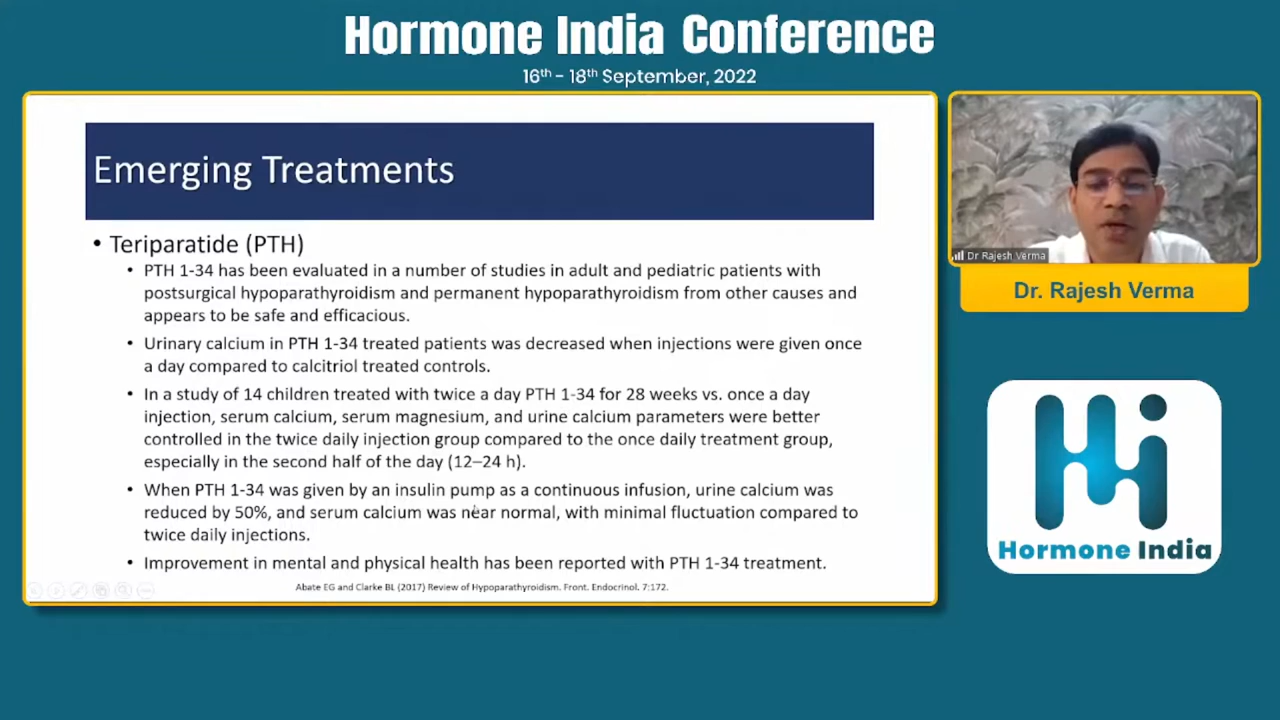 Hormone India Conference
16th - 18th September, 2022
Emerging Treatments
• Teriparatide (PTH)
• PTH 1-34 has been evaluated in a number of studies in adult and pediatric patients with
postsurgical hypoparathyroidism and permanent hypoparathyroidism from other causes and
appears to be safe and efficacious.
• Urinary calcium in PTH 1-34 treated patients was decreased when injections were given once
a day compared to calcitriol treated controls.
• In a study of 14 children treated with twice a day PTH 1-34 for 28 weeks vs. once a day
injection, serum calcium, serum magnesium, and urine calcium parameters were better
controlled in the twice daily injection group compared to the once daily treatment group,
especially in the second half of the day (12–24 h).
• When PTH 1-34 was given by an insulin pump as a continuous infusion, urine calcium was
reduced by 50%, and serum calcium was near normal, with minimal fluctuation compared to
twice daily injections.
• Improvement in mental and physical health has been reported with PTH 1-34 treatment.
Abate EG and Clarke BL (2017) Review of Hypoparathyroidism. Front. Endocrinol. 7:172.
Dr Rajesh Verma
Dr. Rajesh Verma
Hi
Hormone India